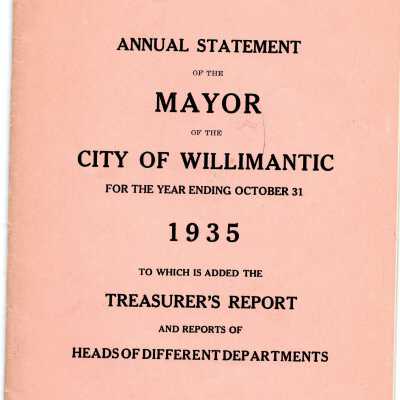 ANNUAL STATEMENT
OF THE
MAYOR
OF THE
CITY OF WILLIMANTIC
FOR THE YEAR ENDING OCTOBER 31
1935
TO WHICH IS ADDED THE
TREASURER'S REPORT
AND REPORTS OF
HEADS OF DIFFERENT DEPARTMENTS